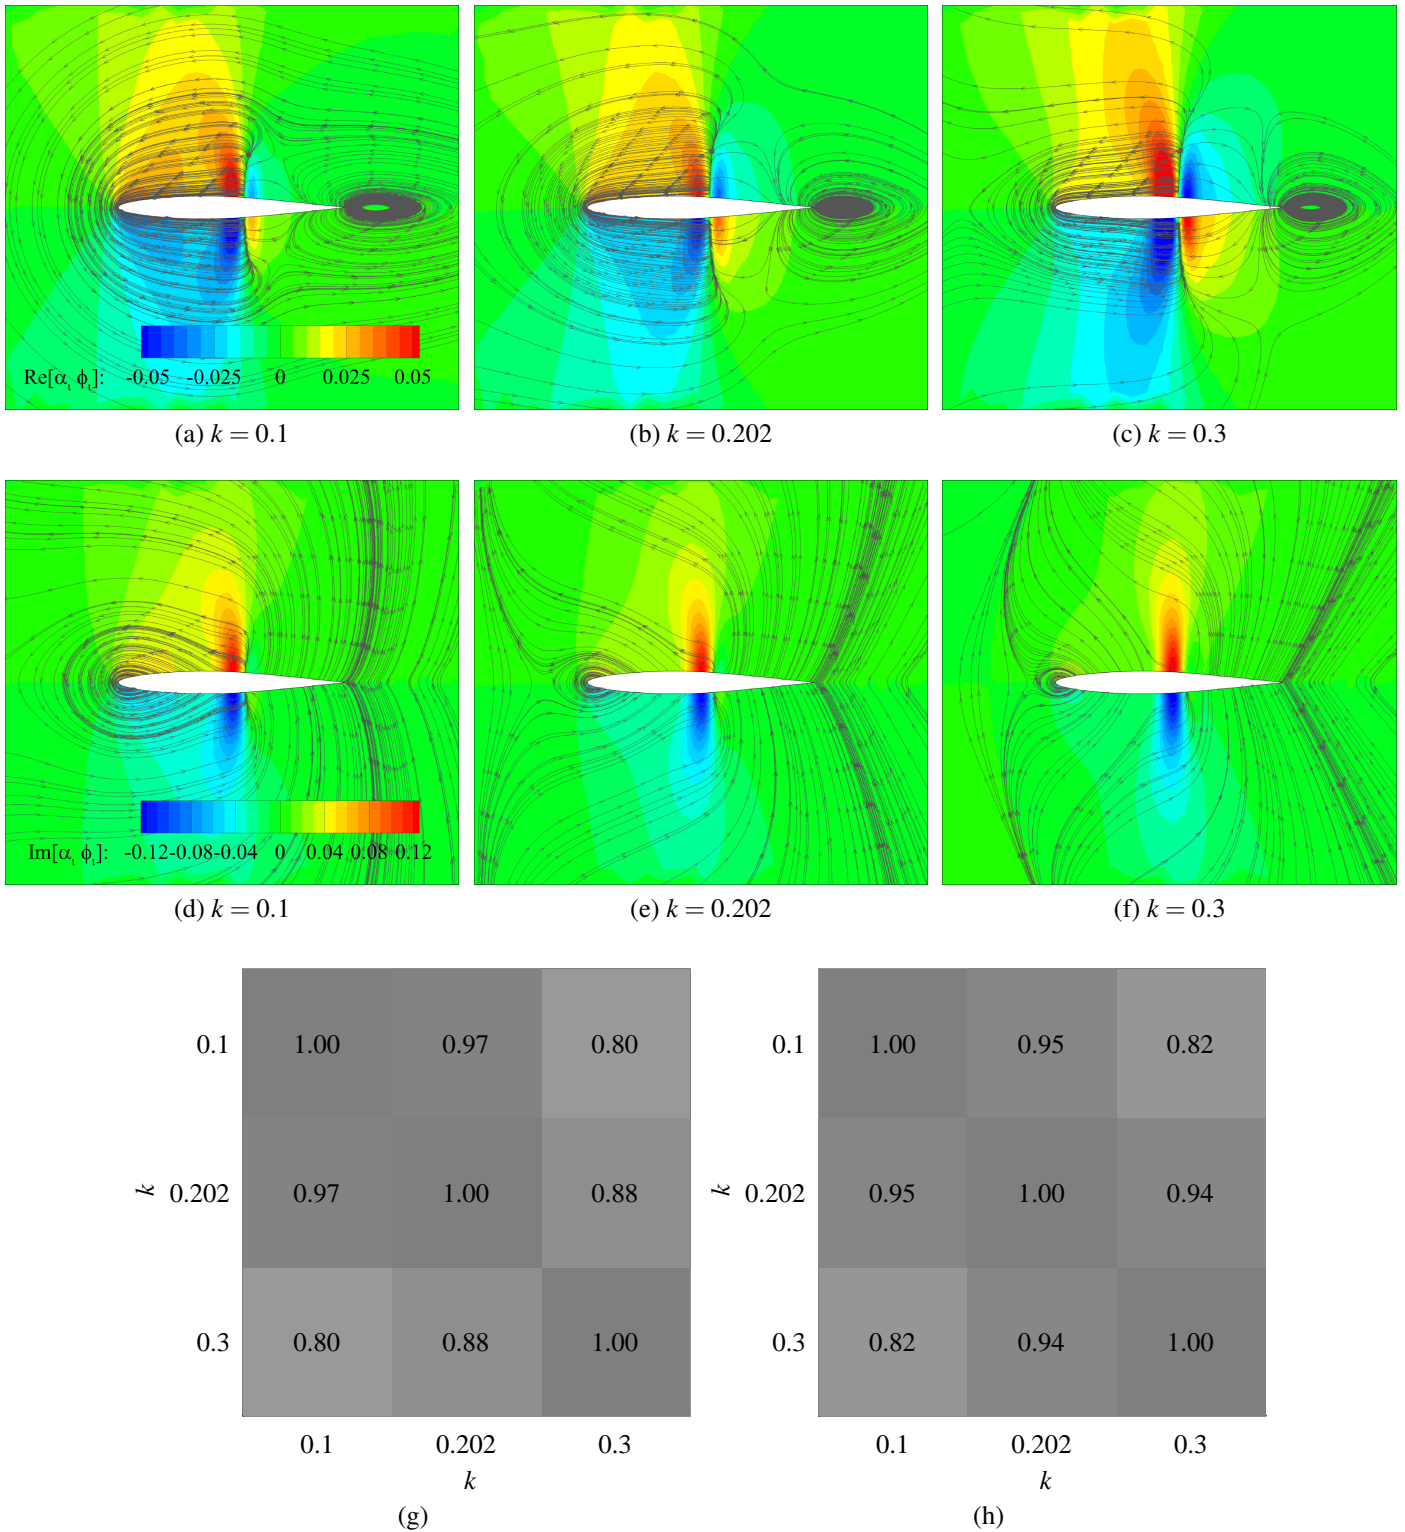 Re[αι ϕι]: -0.05 -0.025 0 0.025 0.05
(a) k = 0.1
(b) k = 0.202
(c) k = 0.3
Im[αι ϕι]: -0.12 -0.08 -0.04 0 0.04 0.08 0.12
(d) k = 0.1
(e) k = 0.202
(f) k = 0.3
0.1 1.00 0.97 0.80
k 0.202 0.97 1.00 0.88
0.3 0.80 0.88 1.00
0.1 0.202 0.3
k
(g)
0.1 1.00 0.95 0.82
k 0.202 0.95 1.00 0.94
0.3 0.82 0.94 1.00
0.1 0.202 0.3
k
(h)